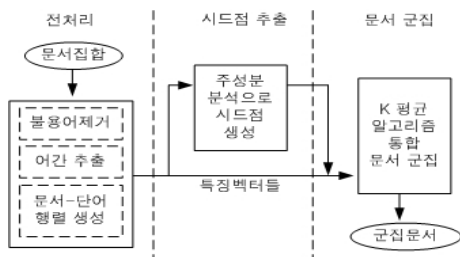 전처리
시드점 추출
문서 군집
문서집합
불용어제거
어간 추출
문서-단어
행렬 생성
주성분
분석으로
시드점
생성
특징벡터들
K 평균
알고리즘
통합
문서 군집
군집문서